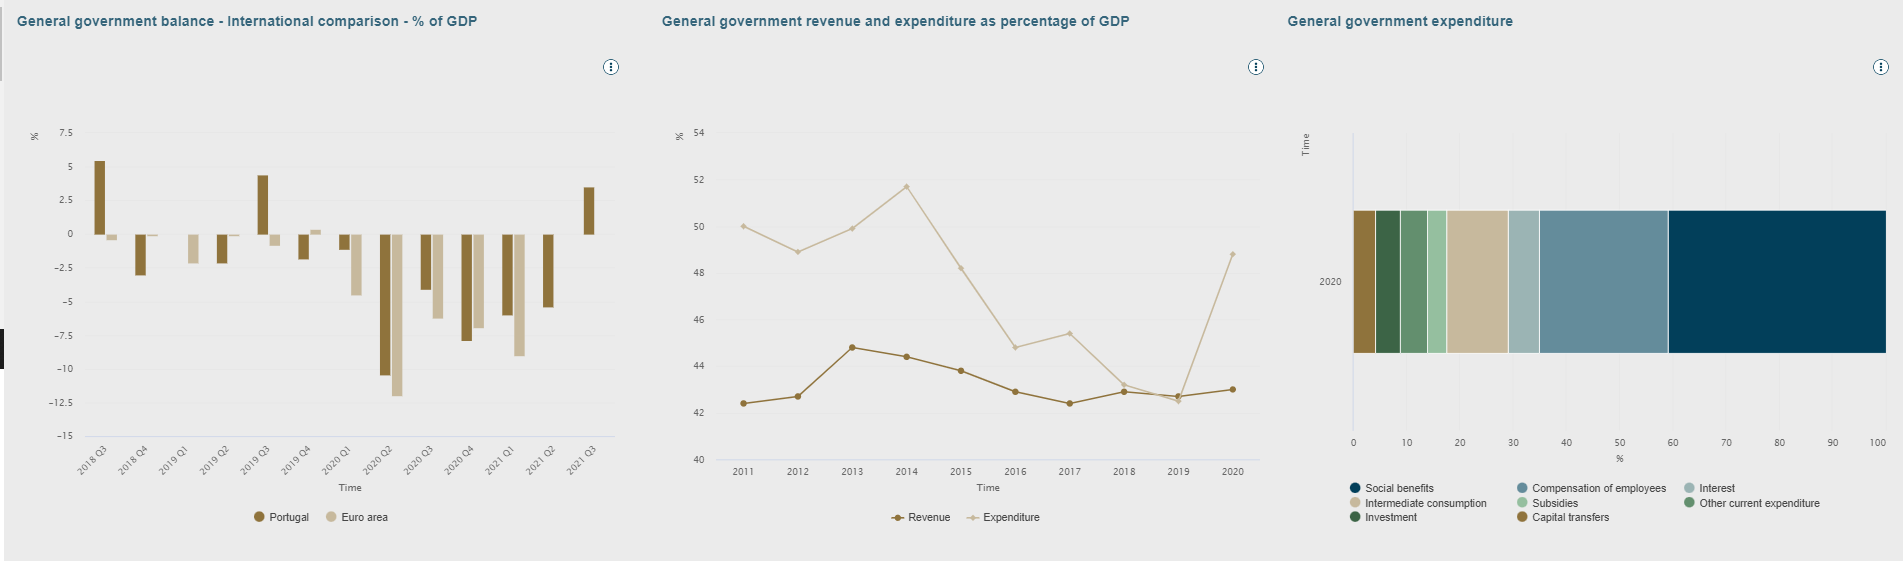 General government balance - International comparison - % of GDP
%
7.5
5
2.5
0
−2.5
−5
−7.5
−10
−12.5
−15
2018 Q3
2018 Q4
2019 Q1
2019 Q2
2019 Q3
2019 Q4
2020 Q1
2020 Q2
2020 Q3
2020 Q4
2021 Q1
2021 Q2
2021 Q3
Time
Portugal Euro area
General government revenue and expenditure as percentage of GDP
%
54
52
50
48
46
44
42
40
2011 2012 2013 2014 2015 2016 2017 2018 2019 2020
Time
Revenue Expenditure
General government expenditure
Time
2020
0 10 20 30 40 50 60 70 80 90 100
%
Social benefits Compensation of employees Interest
Intermediate consumption Subsidies Other current expenditure
Investment Capital transfers